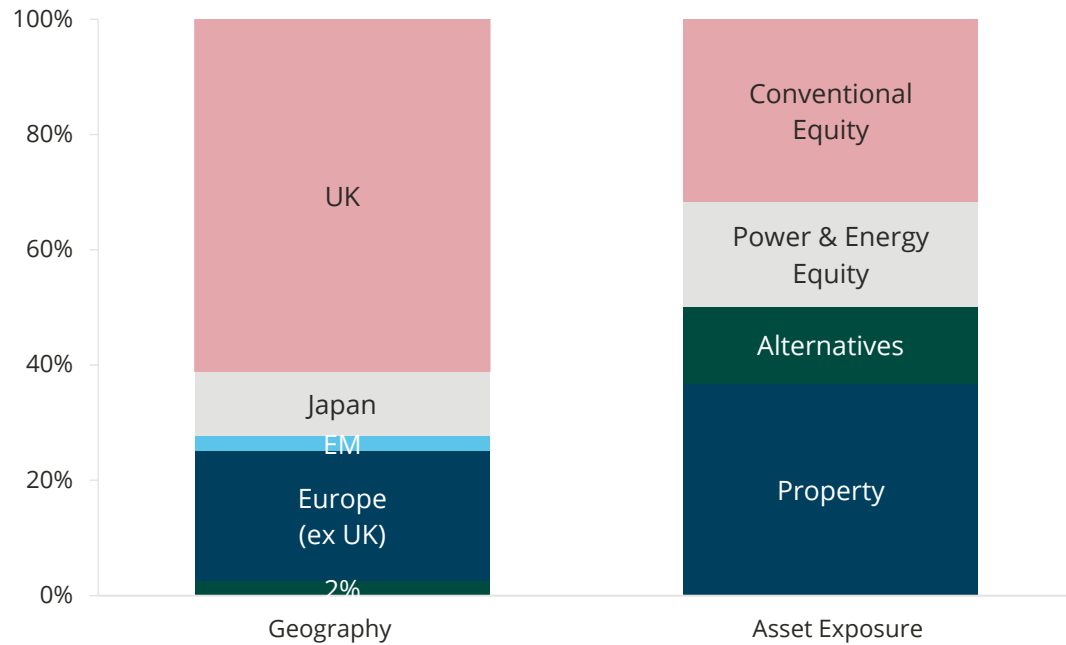 100%
80%
60%
40%
20%
0%
UK
Japan
EM
Europe
(ex UK)
2%
Conventional
Equity
Power & Energy
Equity
Alternatives
Property
Geography
Asset Exposure